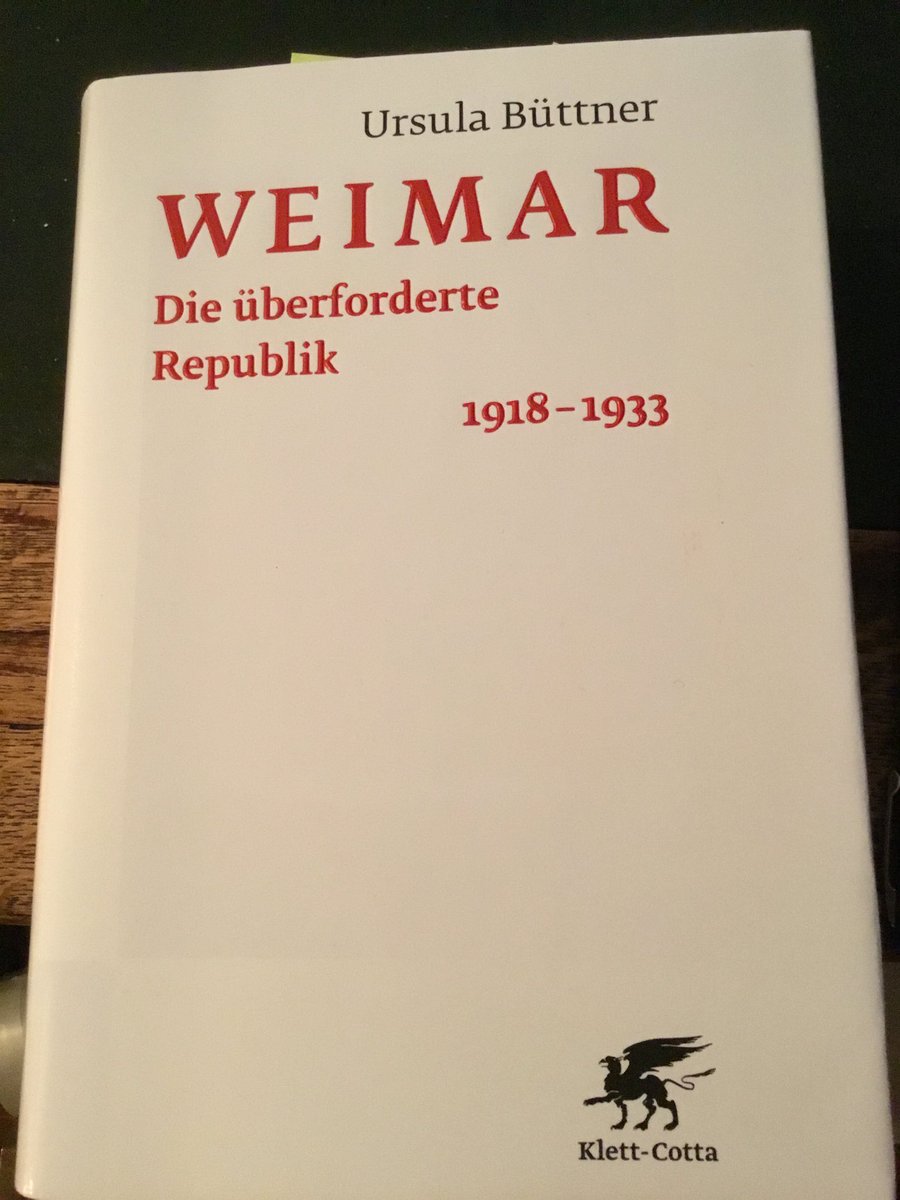 Ursula Büttner
WEIMAR
Die überforderte
Republik
1918–1933
Klett-Cotta